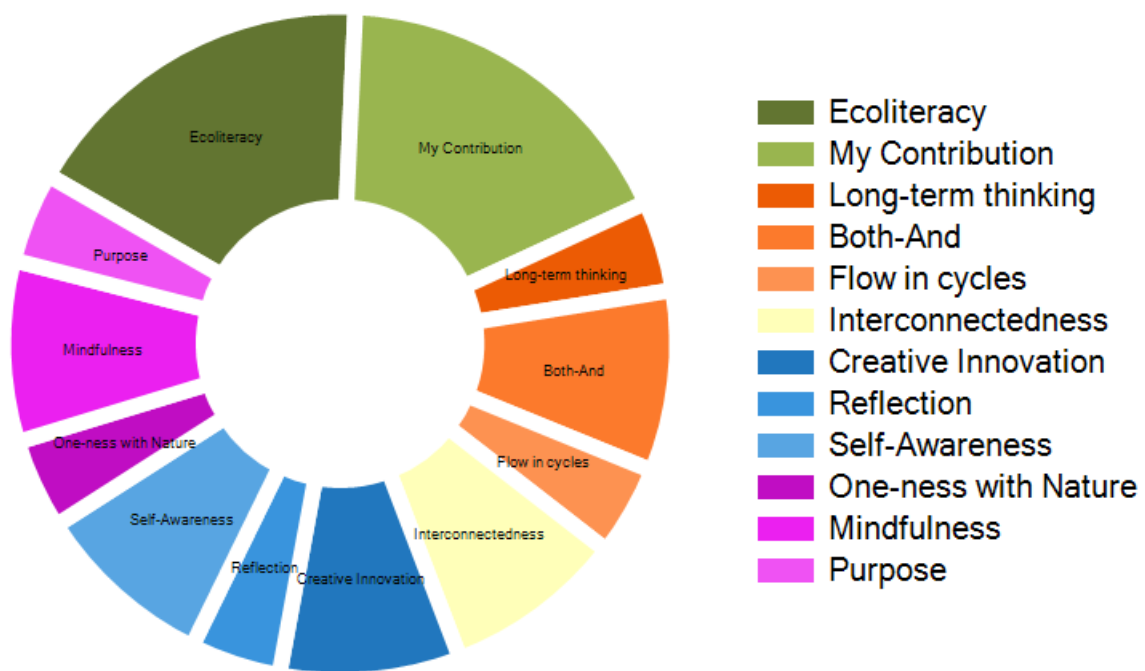 Ecoliteracy
My Contribution
Long-term thinking
Both-And
Flow in cycles
Interconnectedness
Creative Innovation
Reflection
Self-Awareness
One-ness with Nature
Mindfulness
Purpose
Ecoliteracy
My Contribution
Long-term thinking
Both-And
Flow in cycles
Interconnectedness
Creative Innovation
Reflection
Self-Awareness
One-ness with Nature
Mindfulness
Purpose